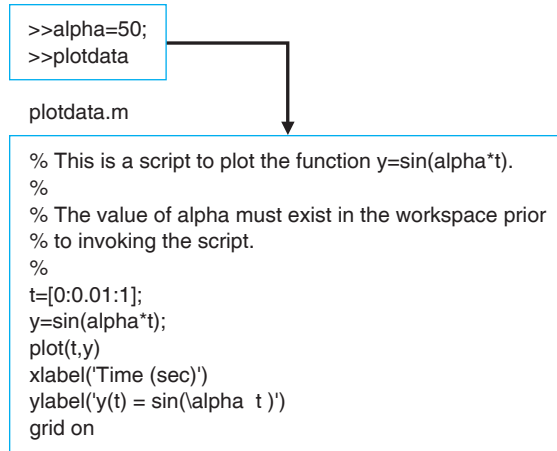 >>alpha=50;
>>plotdata
plotdata.m
% This is a script to plot the function y=sin(alpha*t).
%
% The value of alpha must exist in the workspace prior
% to invoking the script.
%
t=[0:0.01:1];
y=sin(alpha*t);
plot(t,y)
xlabel('Time (sec)')
ylabel('y(t) = sin(\alpha  t )')
grid on